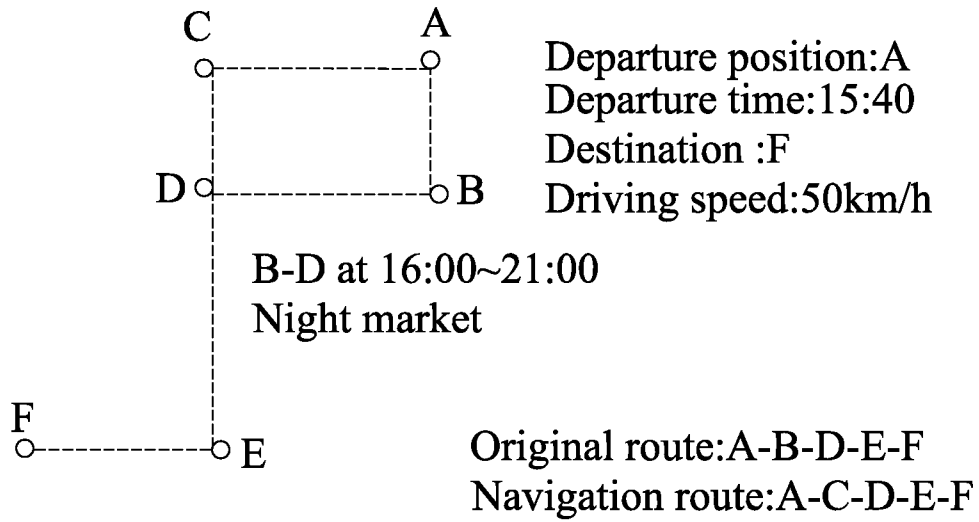 C
A
Departure position:A
Departure time:15:40
Destination :F
Driving speed:50km/h
D
B
B-D at 16:00~21:00
Night market
F
E
Original route:A-B-D-E-F
Navigation route:A-C-D-E-F